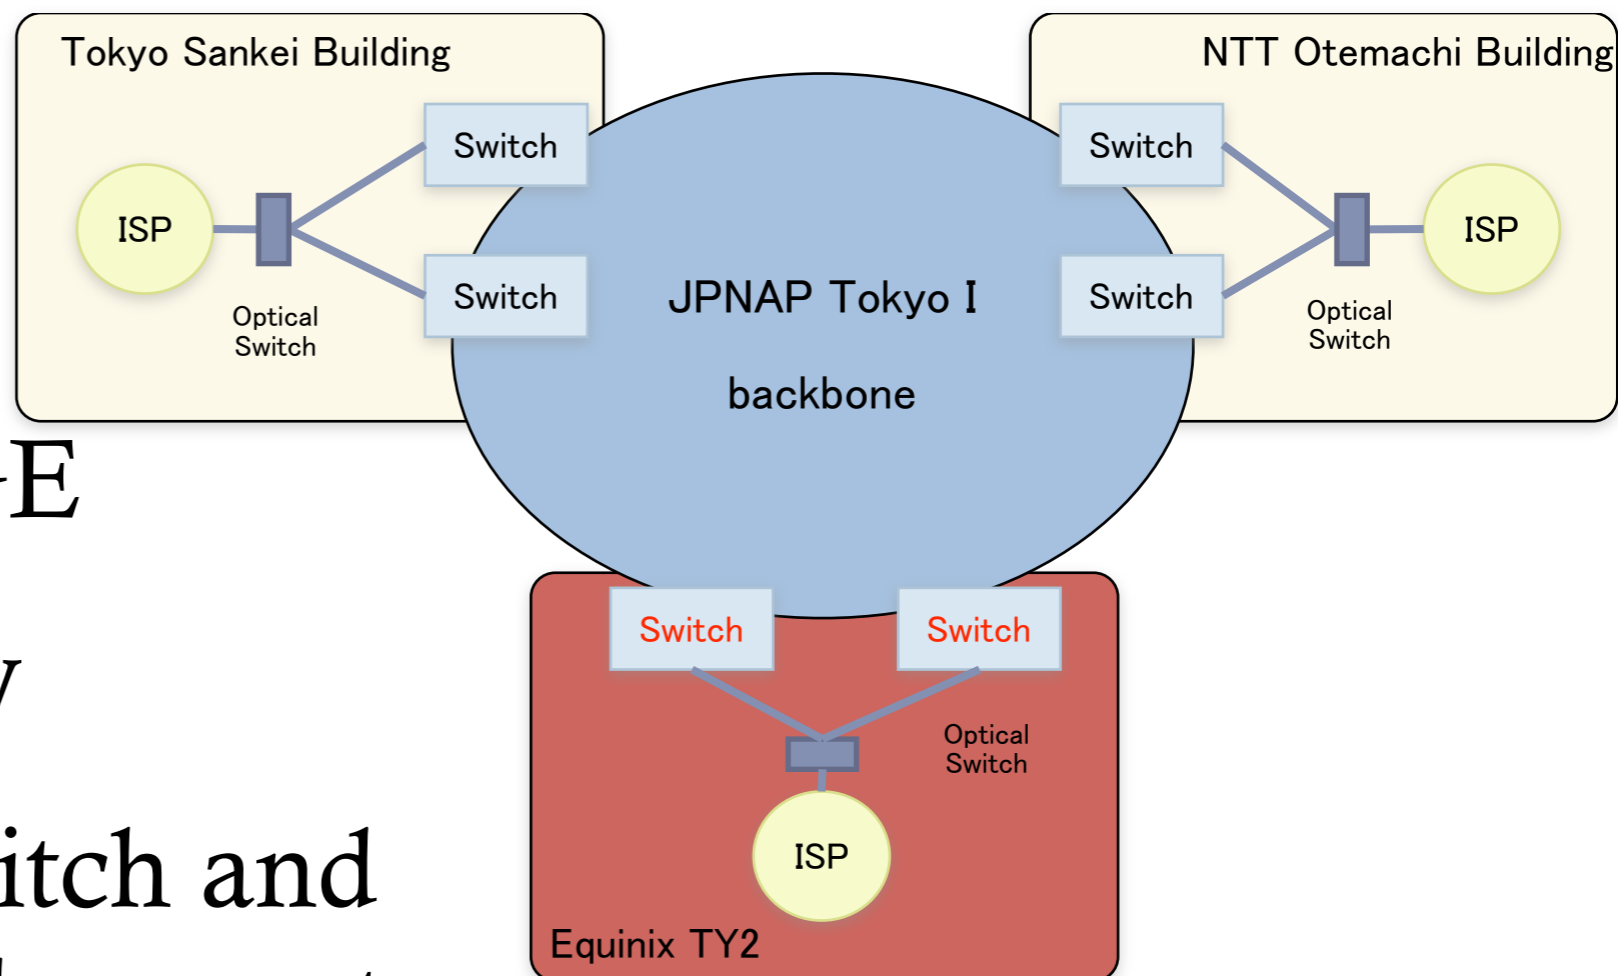 Tokyo Sankei Building
NTT Otemachi Building
Switch
Switch
ISP
ISP
Switch
Switch
Optical
Switch
Optical
Switch
JPNAP Tokyo I
backbone
E
Switch
Switch
y
Optical
Switch
itch and
ISP
Equinix TY2